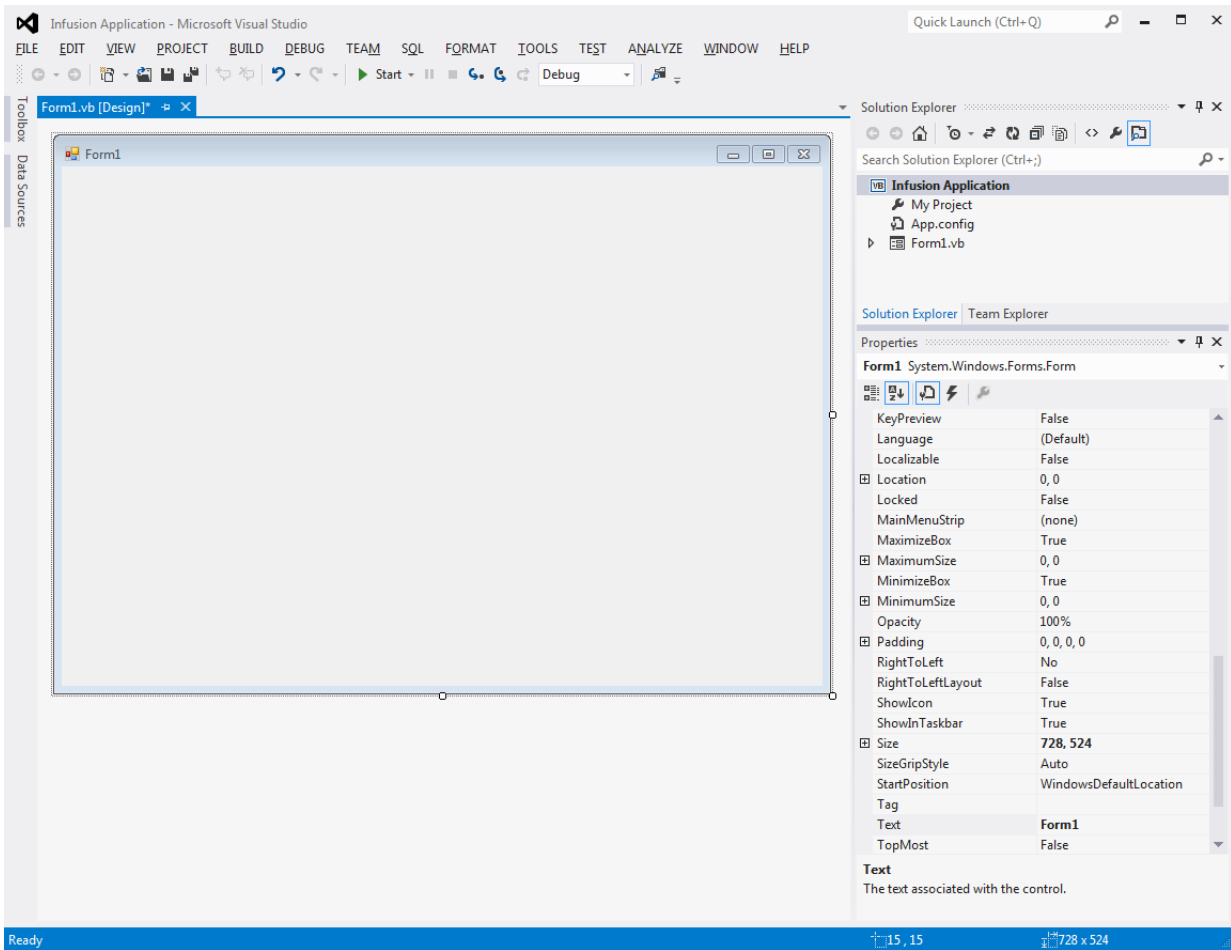 Infusion Application - Microsoft Visual Studio
Quick Launch (Ctrl+Q)
FILE EDIT VIEW PROJECT BUILD DEBUG TEAM SQL FORMAT TOOLS TEST ANALYZE WINDOW HELP
Start Debug
Toolbox
Data Sources
Form1.vb [Design]*
Form1
Solution Explorer
Search Solution Explorer (Ctrl+;)
VB Infusion Application
My Project
App.config
Form1.vb
Solution Explorer Team Explorer
Properties
Form1 System.Windows.Forms.Form
KeyPreview False
Language (Default)
Localizable False
Location 0, 0
Locked False
MainMenuStrip (none)
MaximizeBox True
MaximumSize 0, 0
MinimizeBox True
MinimumSize 0, 0
Opacity 100%
Padding 0, 0, 0, 0
RightToLeft No
RightToLeftLayout False
ShowIcon True
ShowInTaskbar True
Size 728, 524
SizeGripStyle Auto
StartPosition WindowsDefaultLocation
Tag
Text Form1
TopMost False
Text
The text associated with the control.
Ready 15 , 15 728 x 524